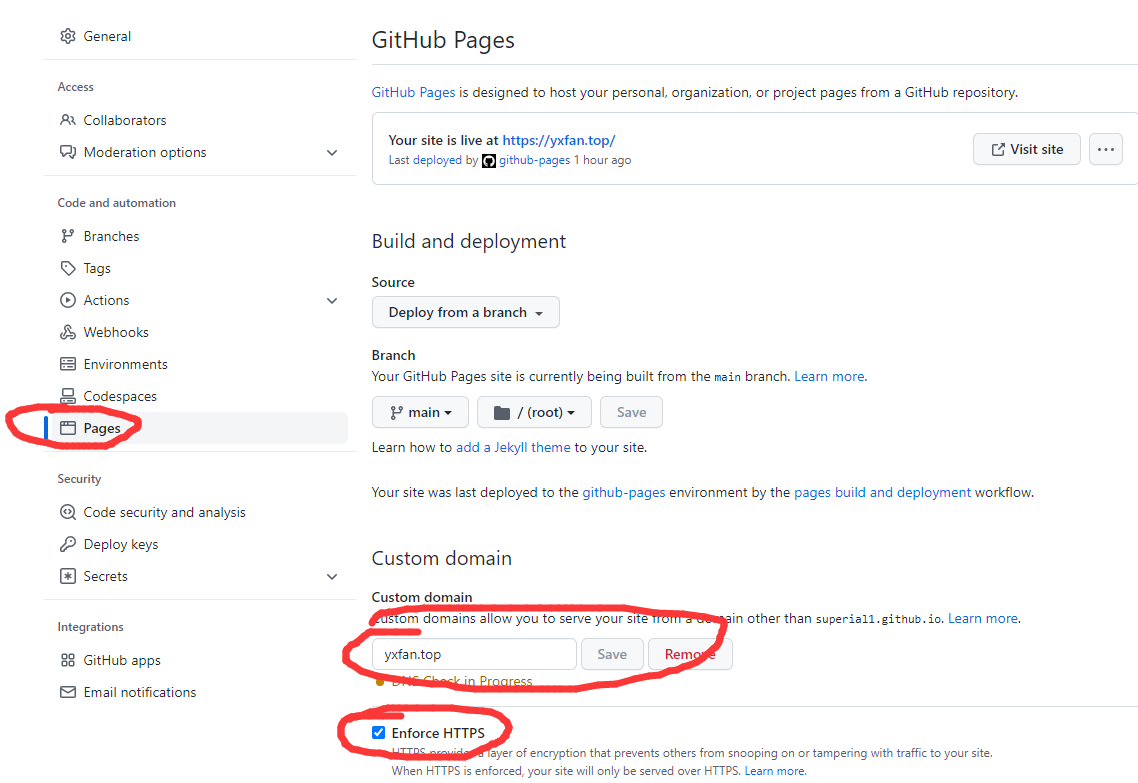 General
Access
Collaborators
Moderation options
Code and automation
Branches
Tags
Actions
Webhooks
Environments
Codespaces
Pages
Security
Code security and analysis
Deploy keys
Secrets
Integrations
GitHub apps
Email notifications
GitHub Pages
GitHub Pages is designed to host your personal, organization, or project pages from a GitHub repository.
Your site is live at https://yxfan.top/
Last deployed by github-pages 1 hour ago
Visit site
Build and deployment
Source
Deploy from a branch
Branch
Your GitHub Pages site is currently being built from the main branch. Learn more.
main / (root) Save
Learn how to add a Jekyll theme to your site.
Your site was last deployed to the github-pages environment by the pages build and deployment workflow.
Custom domain
Custom domain
Custom domains allow you to serve your site from a domain other than superial1.github.io. Learn more.
yxfan.top Save Remove
DNS Check in Progress
Enforce HTTPS
HTTPS provides a layer of encryption that prevents others from snooping on or tampering with traffic to your site.
When HTTPS is enforced, your site will only be served over HTTPS. Learn more.